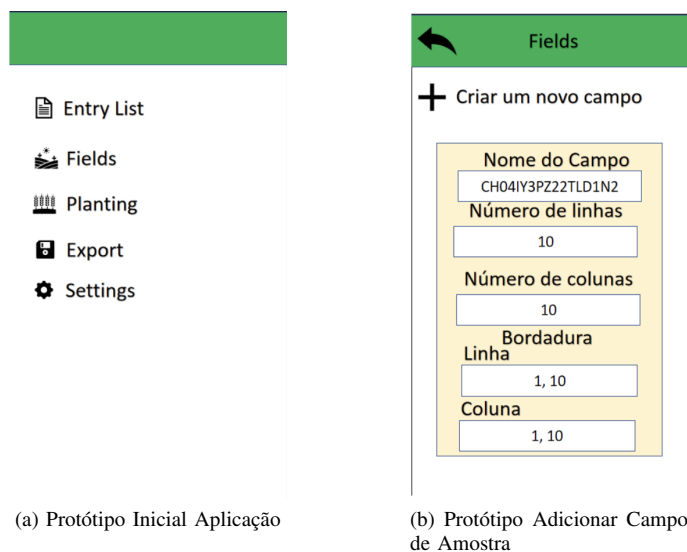 Entry List
Fields
Planting
Export
Settings
(a) Protótipo Inicial Aplicação
Fields
Criar um novo campo
Nome do Campo
CH04IY3PZ22TLD1N2
Número de linhas
10
Número de colunas
10
Bordadura
Linha
1, 10
Coluna
1, 10
(b) Protótipo Adicionar Campo
de Amostra